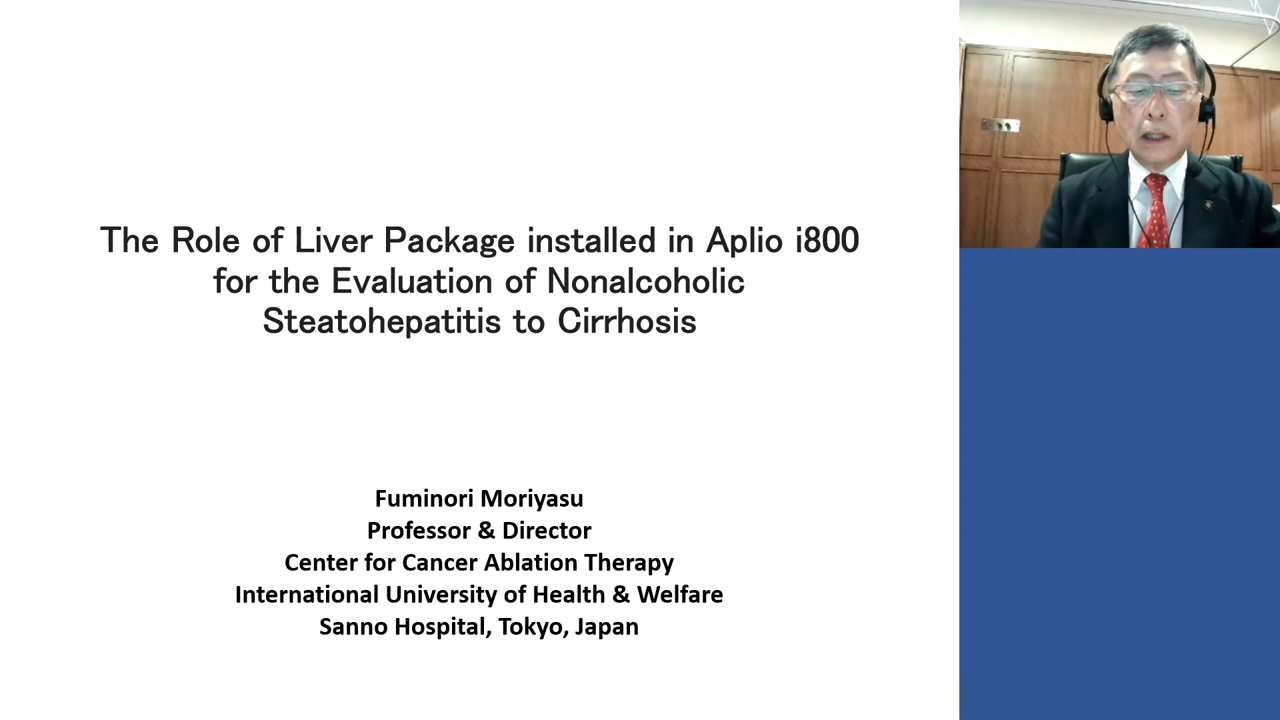 The Role of Liver Package installed in Aplio i800
for the Evaluation of Nonalcoholic
Steatohepatitis to Cirrhosis
Fuminori Moriyasu
Professor & Director
Center for Cancer Ablation Therapy
International University of Health & Welfare
Sanno Hospital, Tokyo, Japan